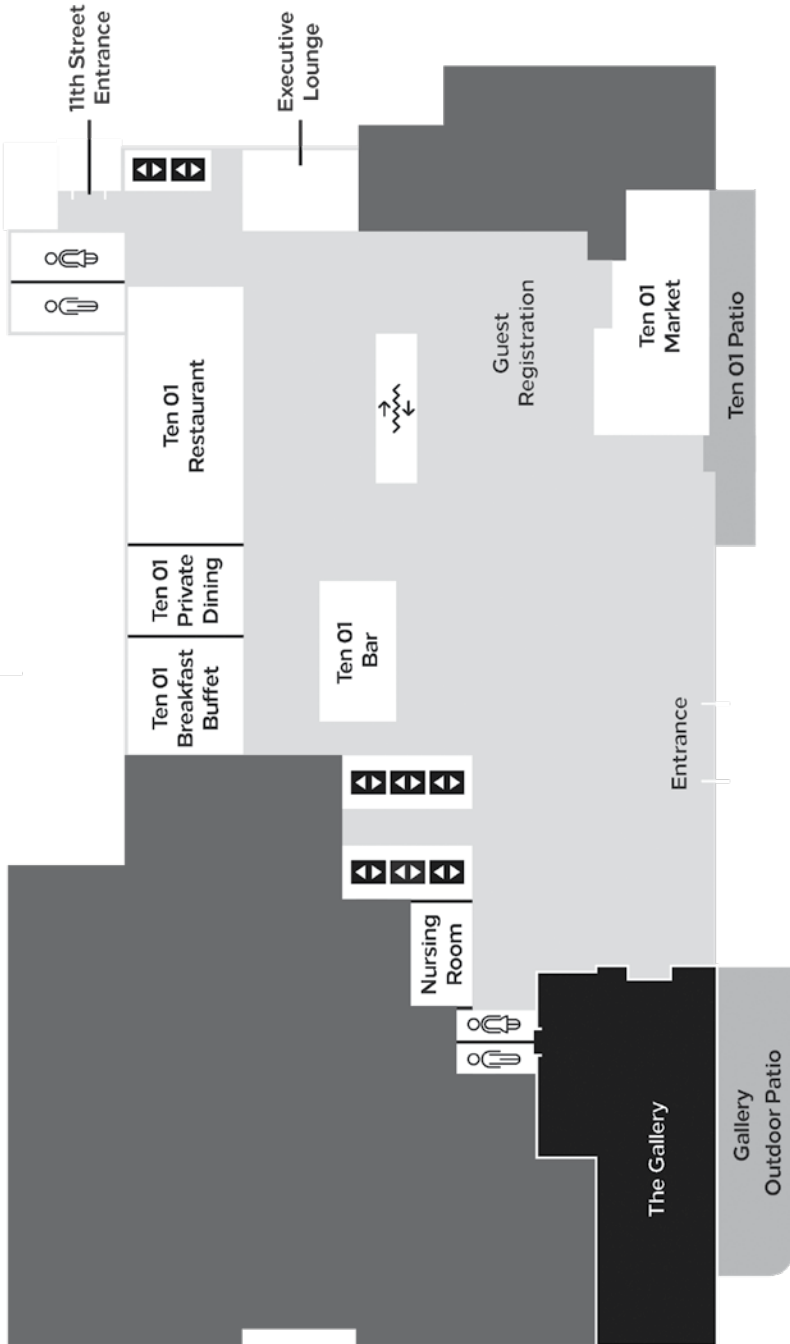 11th Street
Entrance
Executive
Lounge
Ten 01
Restaurant
Guest
Registration
Ten 01
Market
Ten 01 Patio
Ten 01
Private
Dining
Ten 01
Breakfast
Buffet
Ten 01
Bar
Entrance
Nursing
Room
The Gallery
Gallery
Outdoor Patio